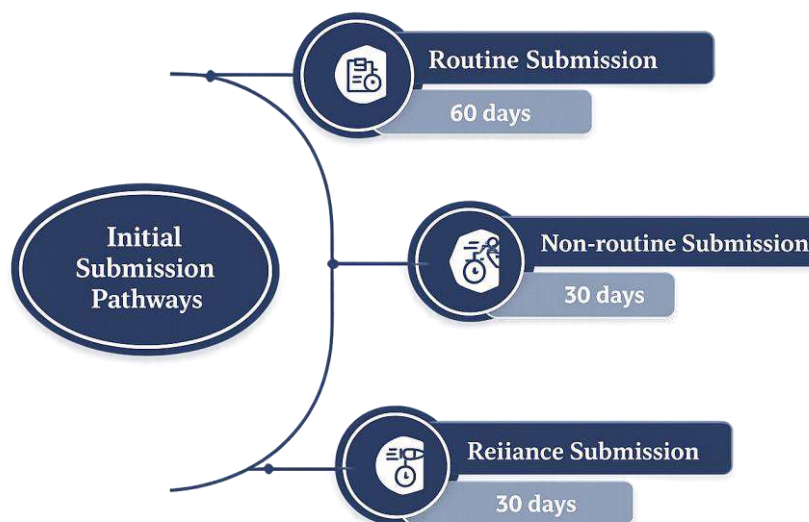 Routine Submission
60 days
Initial
Submission
Pathways
Non-routine Submission
30 days
Reiiance Submission
30 days